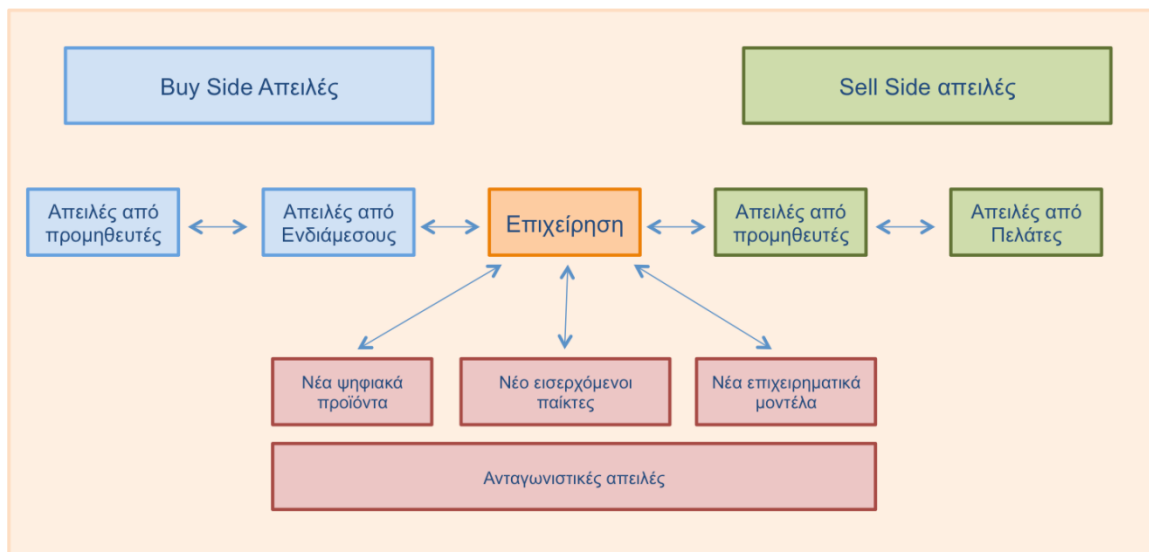 Buy Side Απειλές
Sell Side απειλές
Απειλές από
προμηθευτές
Απειλές από
Ενδιάμεσους
Επιχείρηση
Απειλές από
προμηθευτές
Απειλές από
Πελάτες
Νέα ψηφιακά
προϊόντα
Νέο εισερχόμενοι
παίκτες
Νέα επιχειρηματικά
μοντέλα
Ανταγωνιστικές απειλές